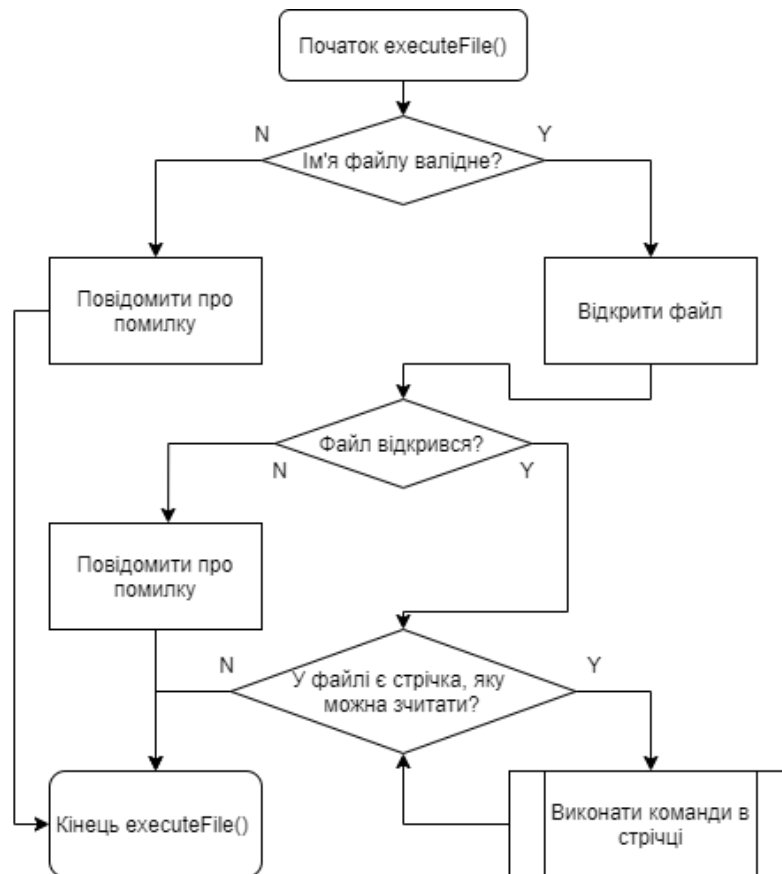 Початок executeFile()
N
Y
Ім'я файлу валідне?
Повідомити про
помилку
Відкрити файл
Файл відкрився?
N
Y
Повідомити про
помилку
N
Y
У файлі є стрічка, яку
можна зчитати?
Кінець executeFile()
Виконати команди в
стрічці